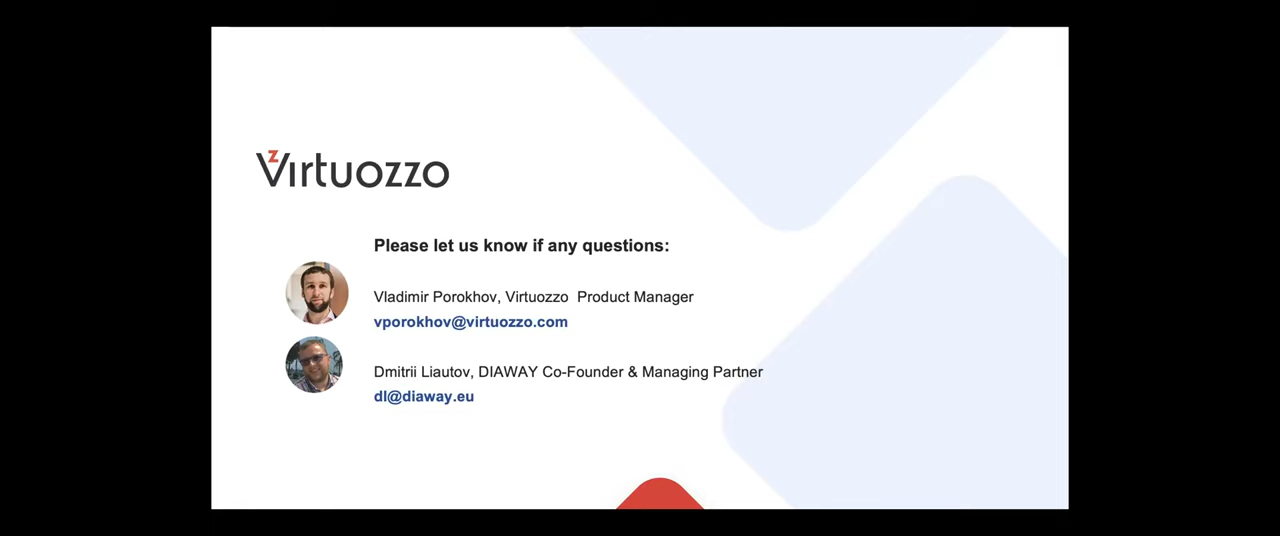 Virtuozzo
Please let us know if any questions:
Vladimir Porokhov, Virtuozzo  Product Manager
vporokhov@virtuozzo.com
Dmitrii Liautov, DIAWAY Co-Founder & Managing Partner
dl@diaway.eu